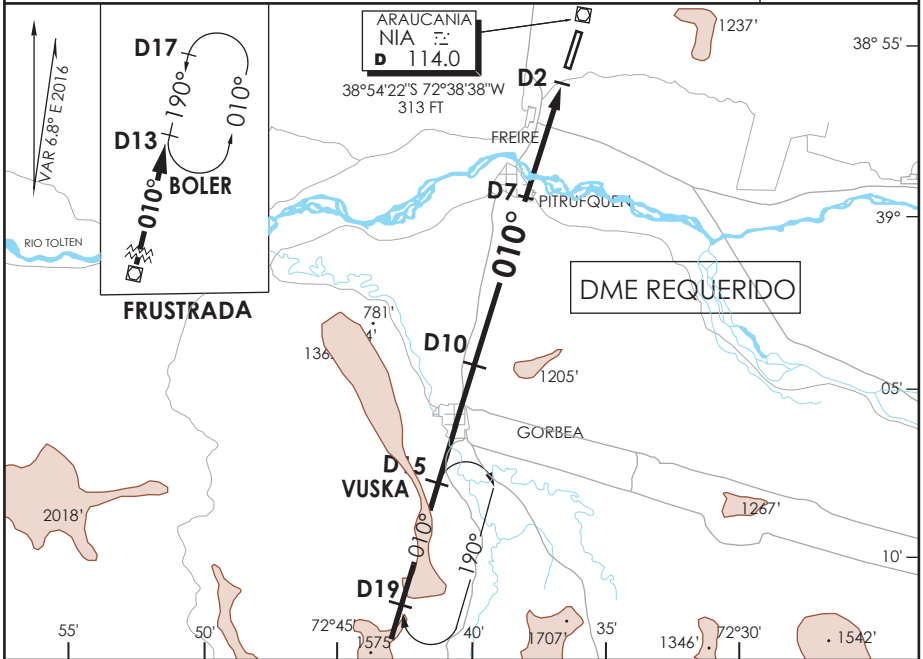 VAR 6.8° E 2016
D17
190°
010°
D13
BOLER
010°
FRUSTRADA
RIO TOLTEN
ARAUCANIA
NIA
D 114.0
38°54'22"S 72°38'38"W
313 FT
1237'
38° 55'
D2
FREIRE
D7
PITRUFQUEN
39°
010°
DME REQUERIDO
781'
D10
1205'
05'
GORBEA
VUSKA
2018'
010°
190°
1267'
10'
D19
55'
50'
72°45'
1575'
40'
1707'
35'
1346'
72°30'
1542'